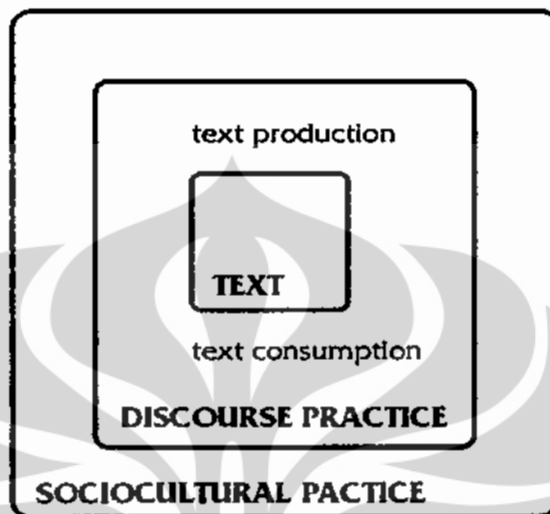 text production
TEXT
text consumption
DISCOURSE PRACTICE
SOCIOCULTURAL PACTICE